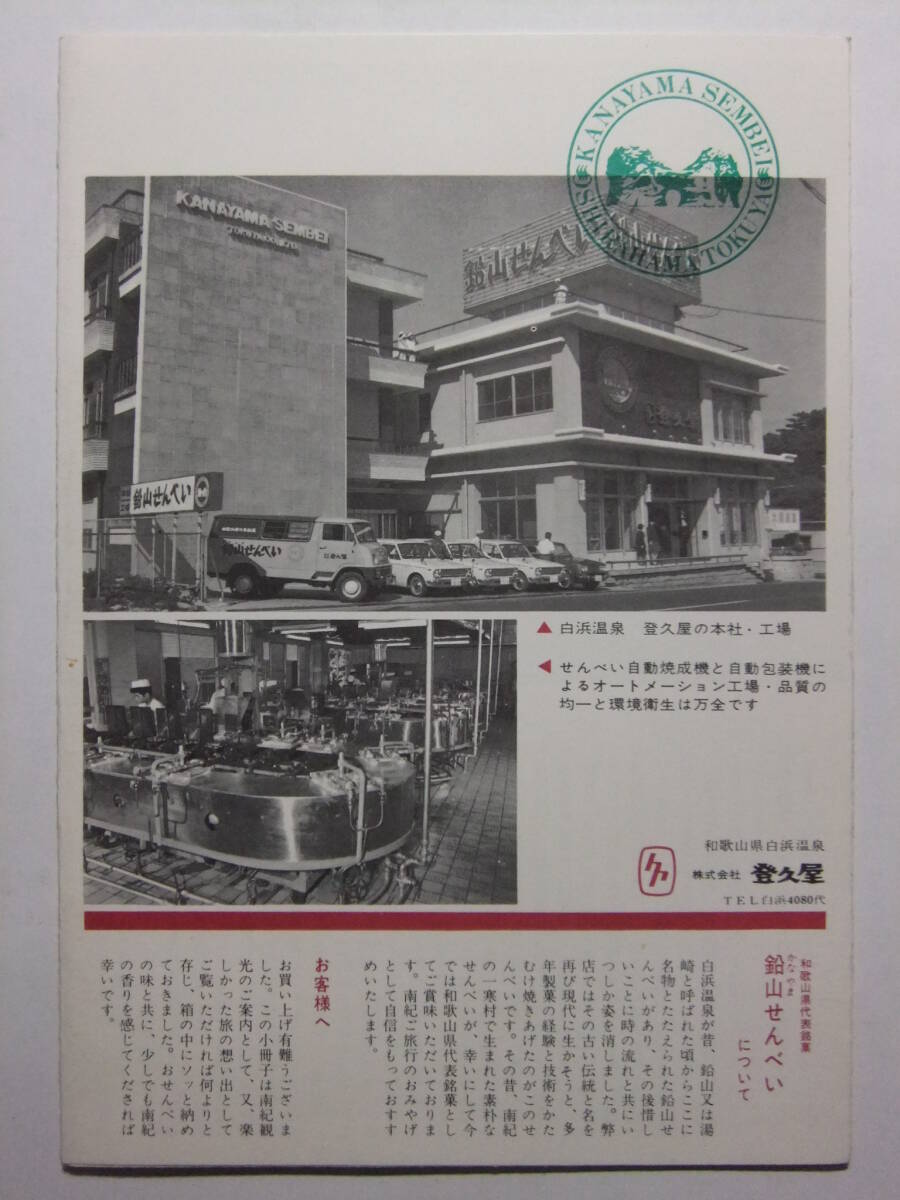 KANAYAMA SEMBEI
SHIRAHAMA TOKUYA
KANAYAMA SEMBEI
鉛山せんべい
登久屋
鉛山せんべい
鉛山せんべい
▲ 白浜温泉　登久屋の本社・工場
◀ せんべい自動焼成機と自動包装機に
よるオートメーション工場・品質の
均一と環境衛生は万全です
和歌山県白浜温泉
株式会社 登久屋
TEL白浜4080代
和歌山県代表銘菓
鉛山せんべい
かなやま
について
白浜温泉が昔、鉛山又は湯
崎と呼ばれた頃からここに
名物とたたえられた鉛山せ
んべいがあり、その後惜し
いことに時の流れと共にい
つしか姿を消しました。弊
店ではその古い伝統と名を
再び現代に生かそうと、多
年製菓の経験と技術をかた
むけ焼きあげたのがこのせ
んべいです。その昔、南紀
の一寒村で生まれた素朴な
せんべいが、幸いにして今
では和歌山県代表銘菓とし
てご賞味いただいておりま
す。南紀ご旅行のおみやげ
として自信をもっておすす
めいたします。
お客様へ
お買い上げ有難うございま
した。この小冊子は南紀観
光のご案内として、又、楽
しかった旅の想い出として
ご覧いただければ何よりと
存じ、箱の中にソッと納め
ておきました。おせんべい
の味と共に、少しでも南紀
の香りを感じてくだされば
幸いです。